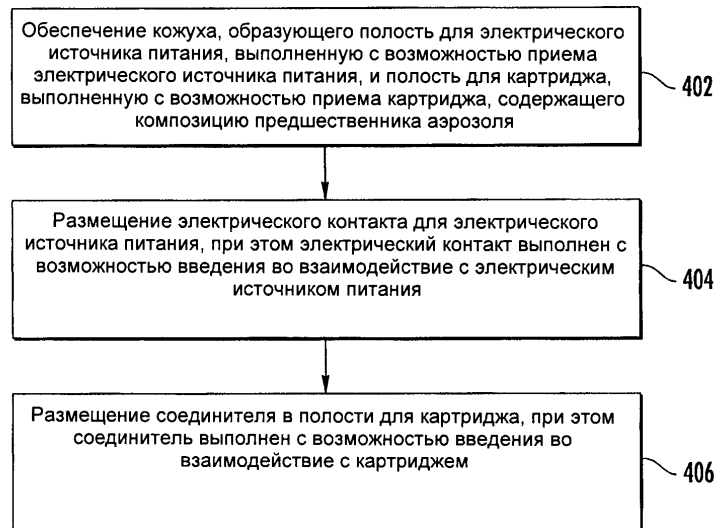 Обеспечение кожуха, образующего полость для электрического
источника питания, выполненную с возможностью приема
электрического источника питания, и полость для картриджа,
выполненную с возможностью приема картриджа, содержащего
композицию предшественника аэрозоля
402
Размещение электрического контакта для электрического
источника питания, при этом электрический контакт выполнен с
возможностью введения во взаимодействие с электрическим
источником питания
404
Размещение соединителя в полости для картриджа, при этом
соединитель выполнен с возможностью введения во
взаимодействие с картриджем
406